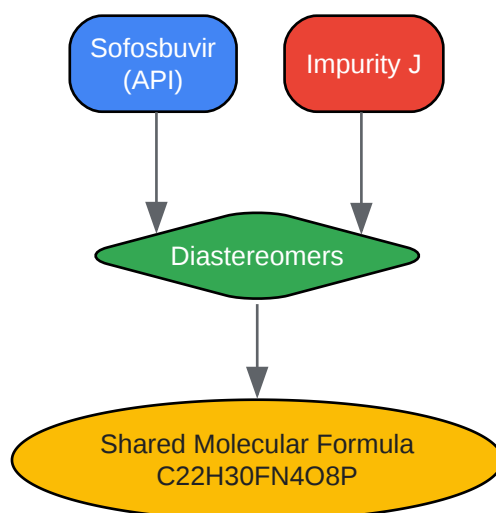 Sofosbuvir
(API)
Impurity J
Diastereomers
Shared Molecular Formula
C22H30FN4O8P